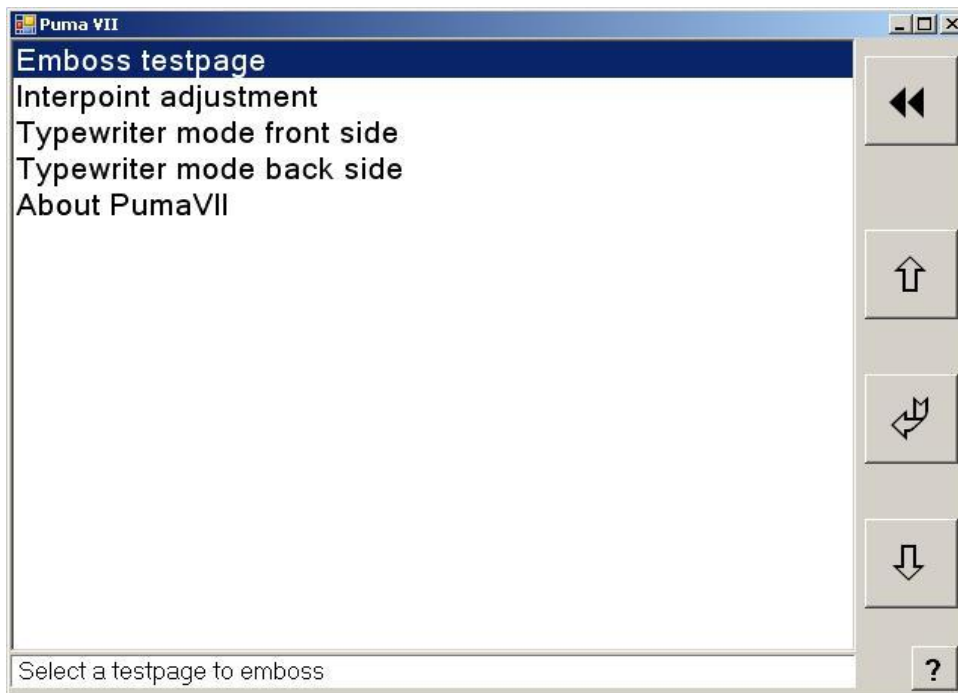 Puma VII
Emboss testpage
Interpoint adjustment
Typewriter mode front side
Typewriter mode back side
About PumaVII
Select a testpage to emboss
?